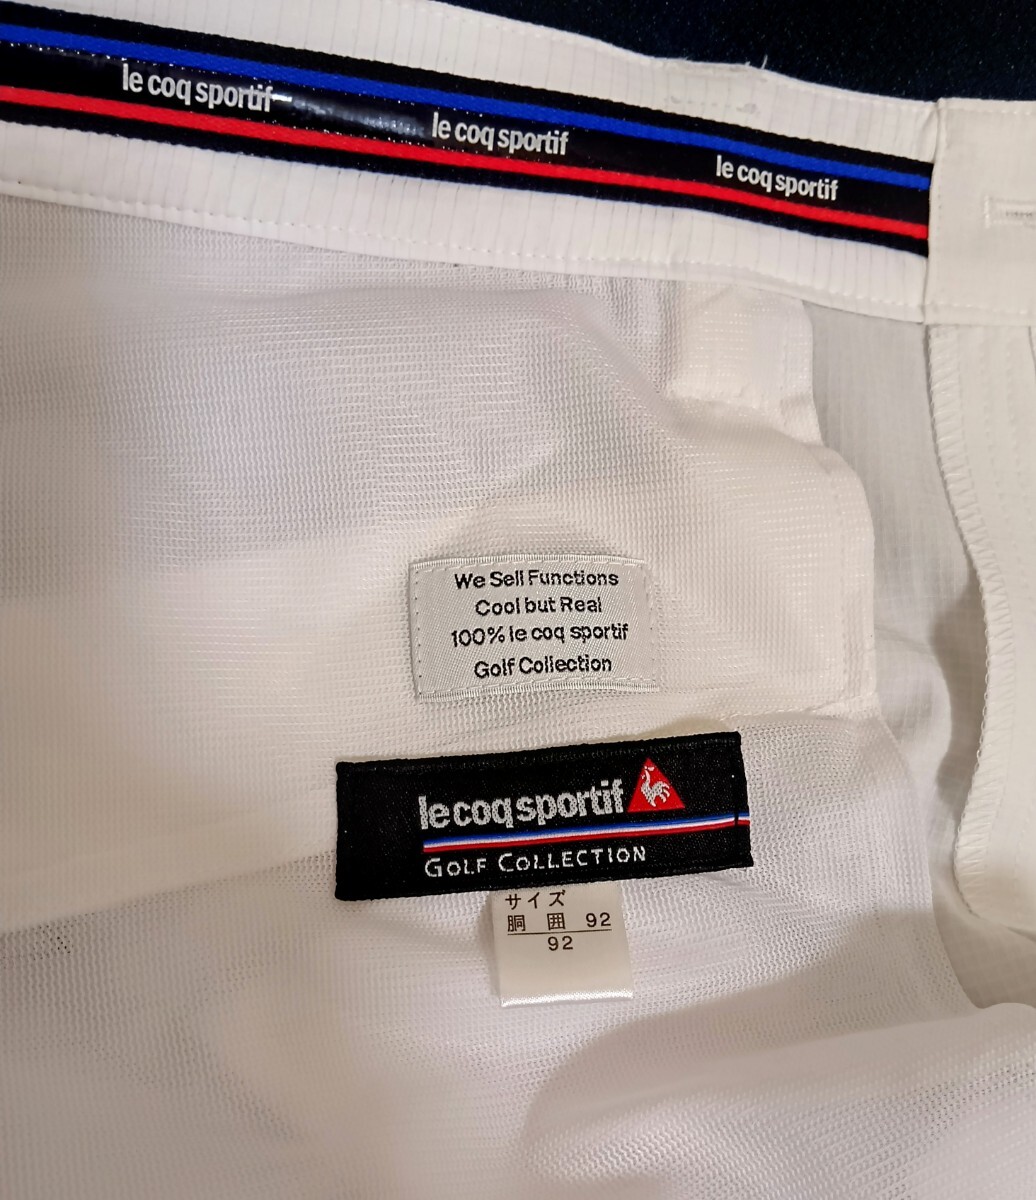 le coq sportif
le coq sportif
le coq sportif
We Sell Functions
Cool but Real
100% le coq sportif
Golf Collection
le coq sportif
GOLF COLLECTION
サイズ
胴 囲 92
92